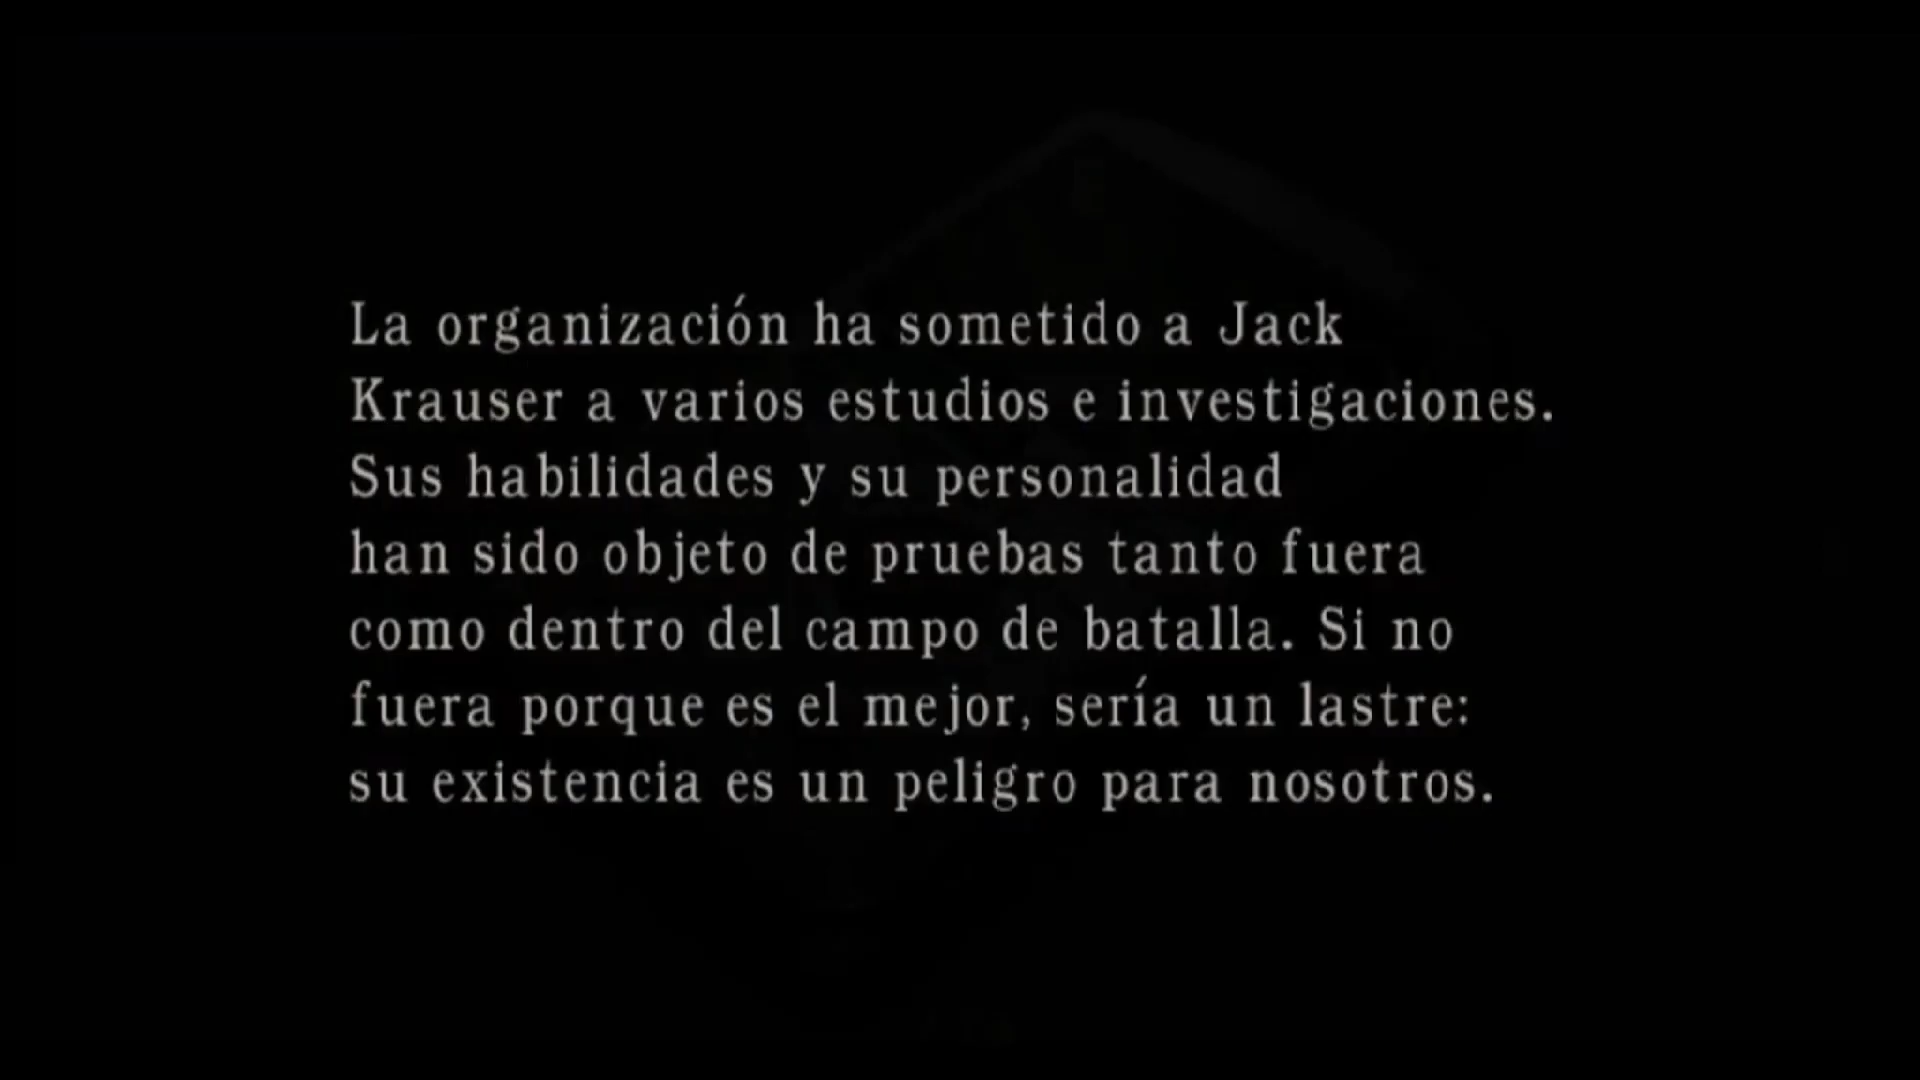 La organización ha sometido a Jack
Krauser a varios estudios e investigaciones.
Sus habilidades y su personalidad
han sido objeto de pruebas tanto fuera
como dentro del campo de batalla. Si no
fuera porque es el mejor, sería un lastre:
su existencia es un peligro para nosotros.